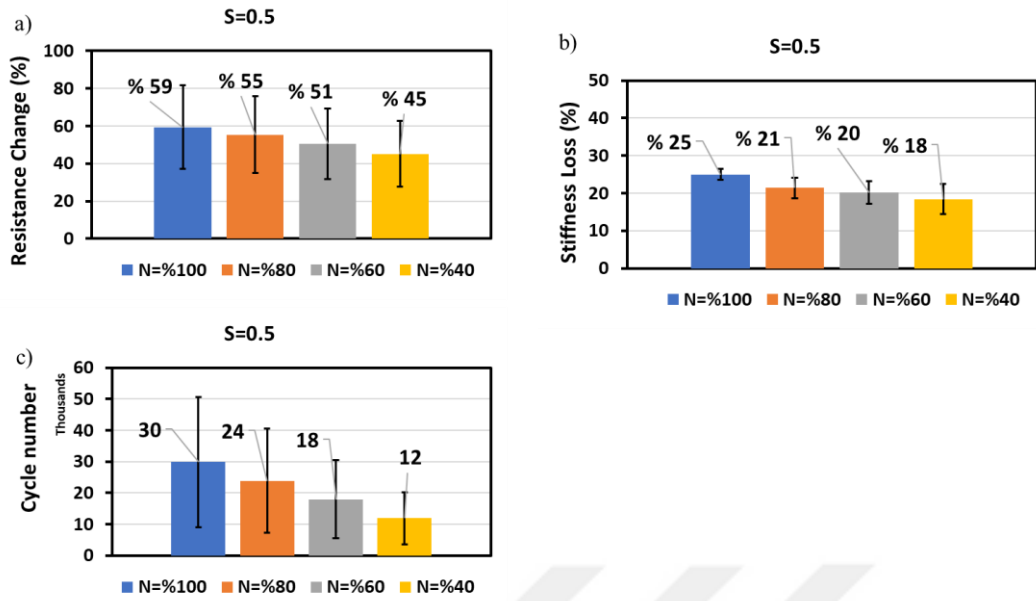 a)
S=0.5
Resistance Change (%)
100
80
60
40
20
0
% 59
% 55
% 51
% 45
N=%100 N=%80 N=%60 N=%40
b)
S=0.5
Stiffness Loss (%)
50
40
30
20
10
0
% 25
% 21
% 20
% 18
N=%100 N=%80 N=%60 N=%40
c)
S=0.5
Cycle number
Thousands
60
50
40
30
20
10
0
30
24
18
12
N=%100 N=%80 N=%60 N=%40